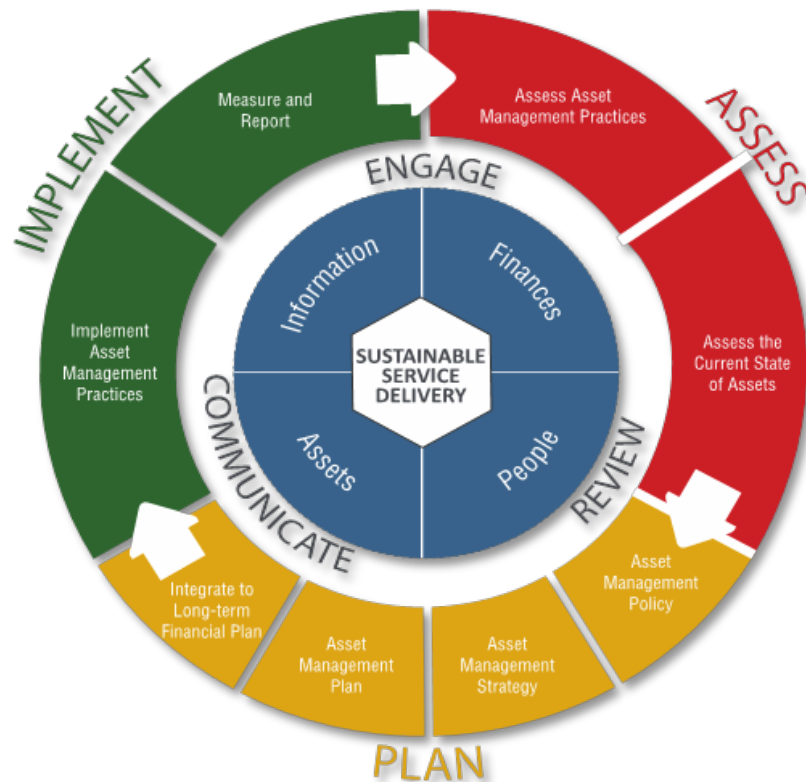 IMPLEMENT
Measure and
Report
Assess Asset
Management Practices
ASSESS
ENGAGE
Information
Finances
Implement
Asset
Management
Practices
SUSTAINABLE
SERVICE
DELIVERY
Assess the
Current State
of Assets
COMMUNICATE
Assets
People
REVIEW
Integrate to
Long-term
Financial Plan
Asset
Management
Plan
Asset
Management
Strategy
Asset
Management
Policy
PLAN